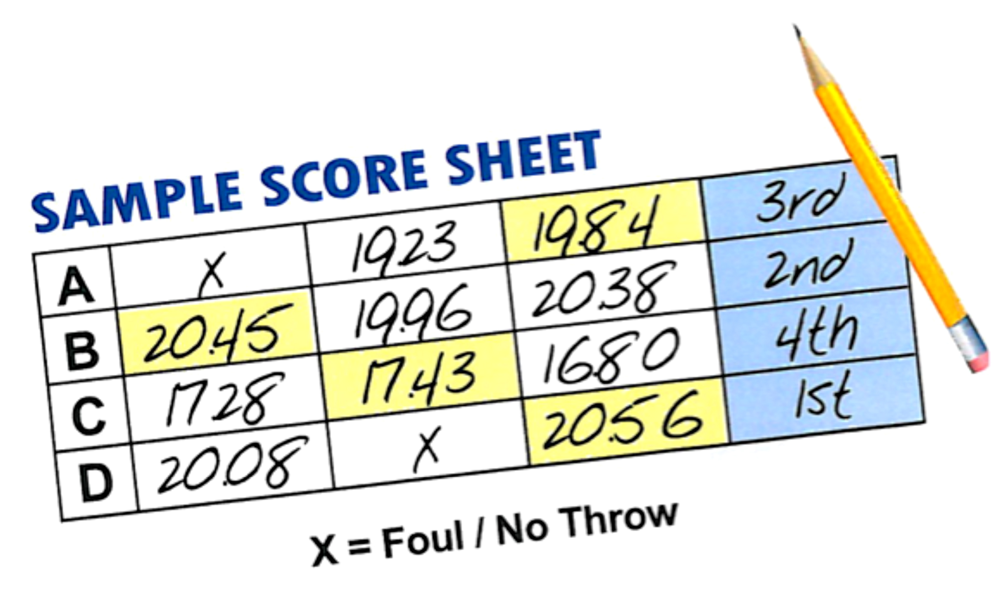 SAMPLE SCORE SHEET
A X 19.23 19.84 3rd
B 20.45 19.96 20.38 2nd
C 17.28 17.43 16.80 4th
D 20.08 X 20.56 1st
X = Foul / No Throw